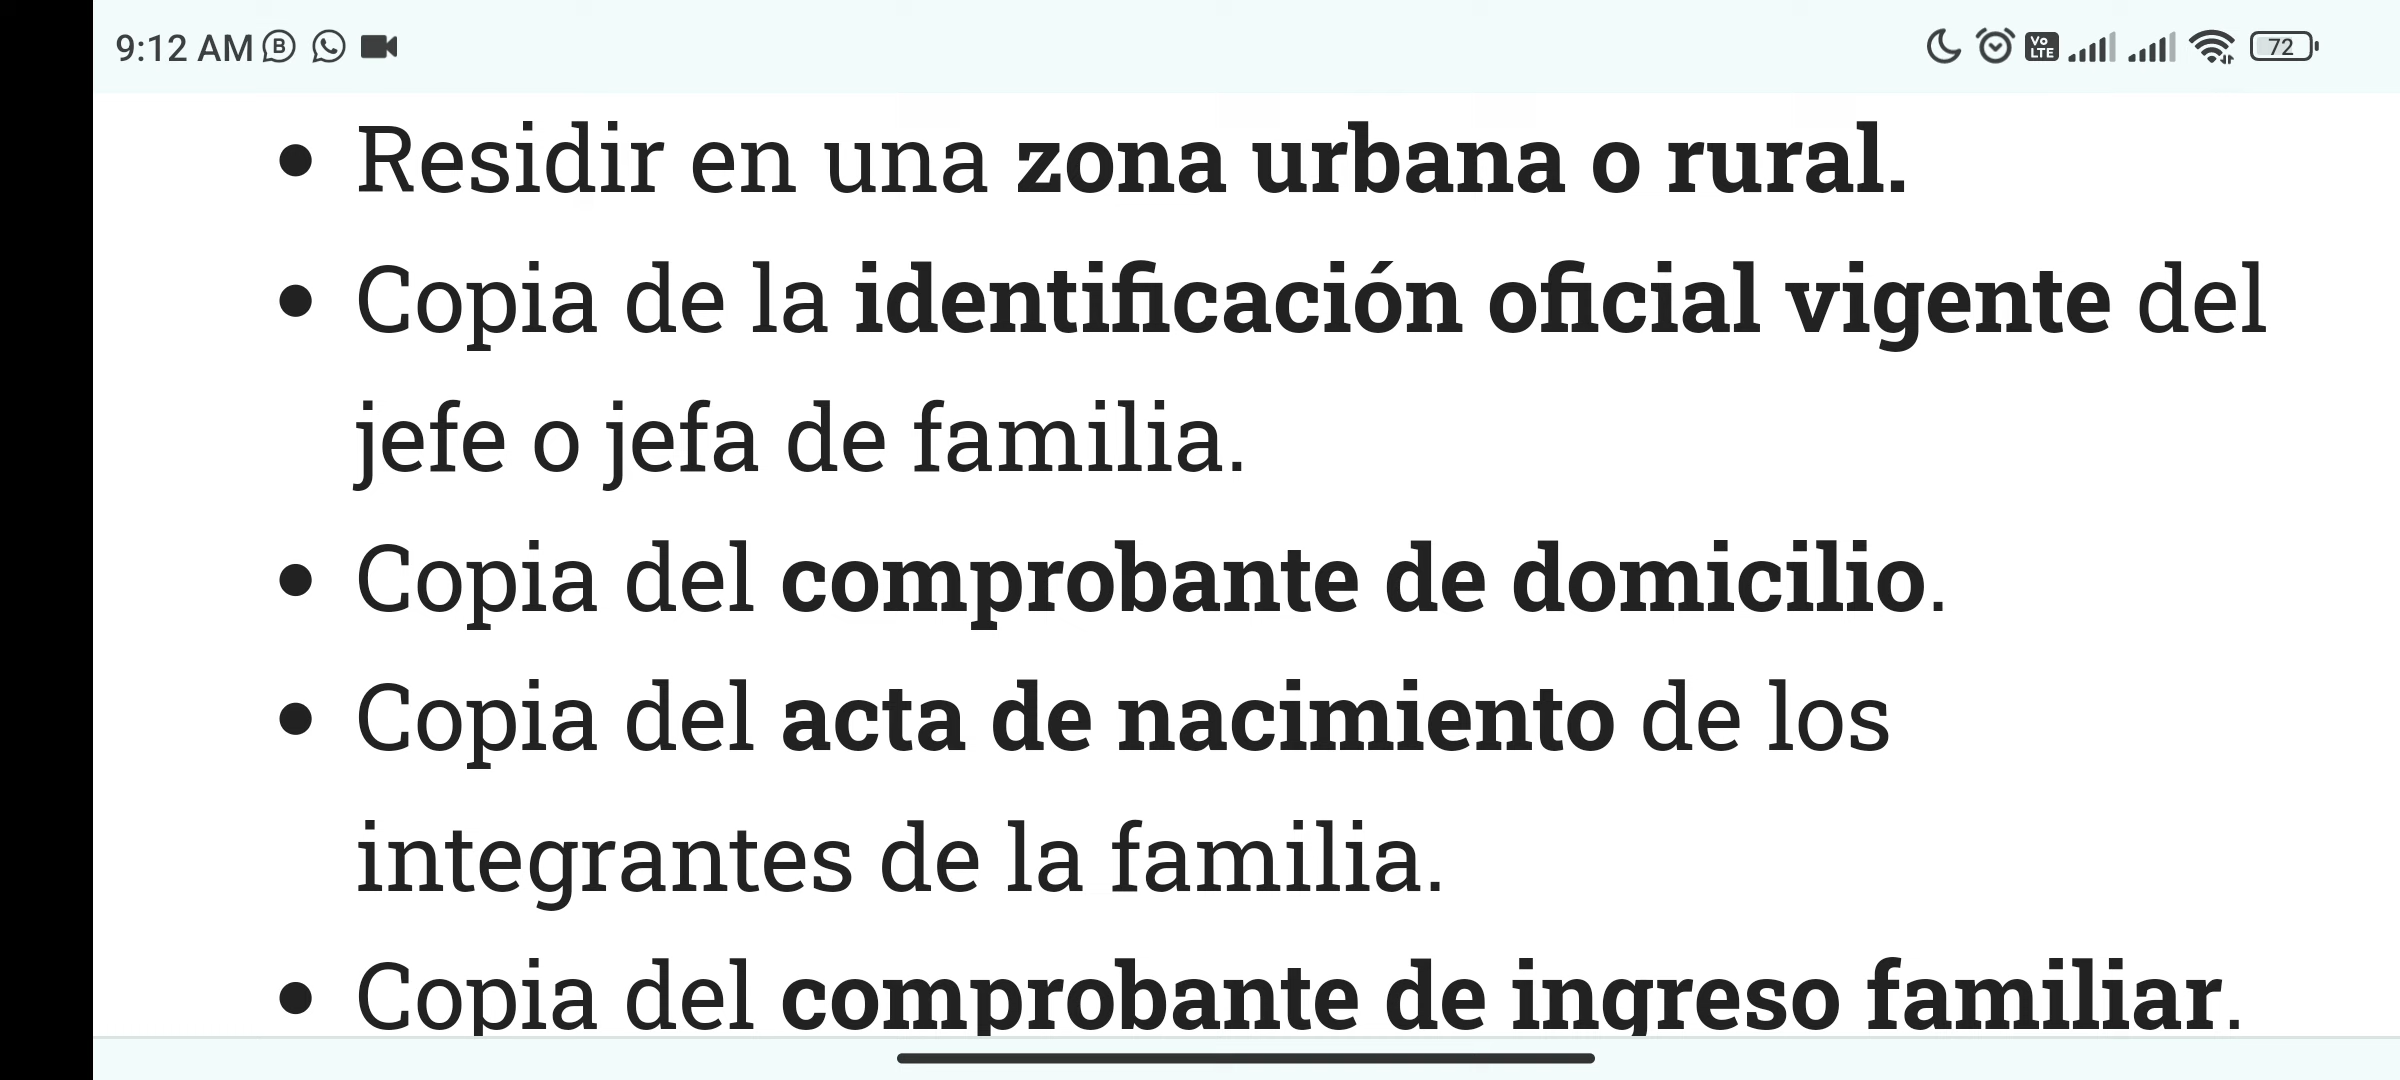 9:12 AM
Vo LTE
72
Residir en una zona urbana o rural.
Copia de la identificación oficial vigente del
jefe o jefa de familia.
Copia del comprobante de domicilio.
Copia del acta de nacimiento de los
integrantes de la familia.
Copia del comprobante de ingreso familiar.